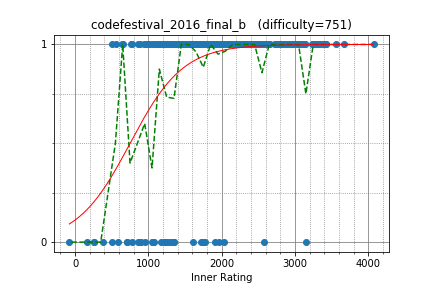 codefestival_2016_final_b   (difficulty=751)
1
0
0 1000 2000 3000 4000
Inner Rating